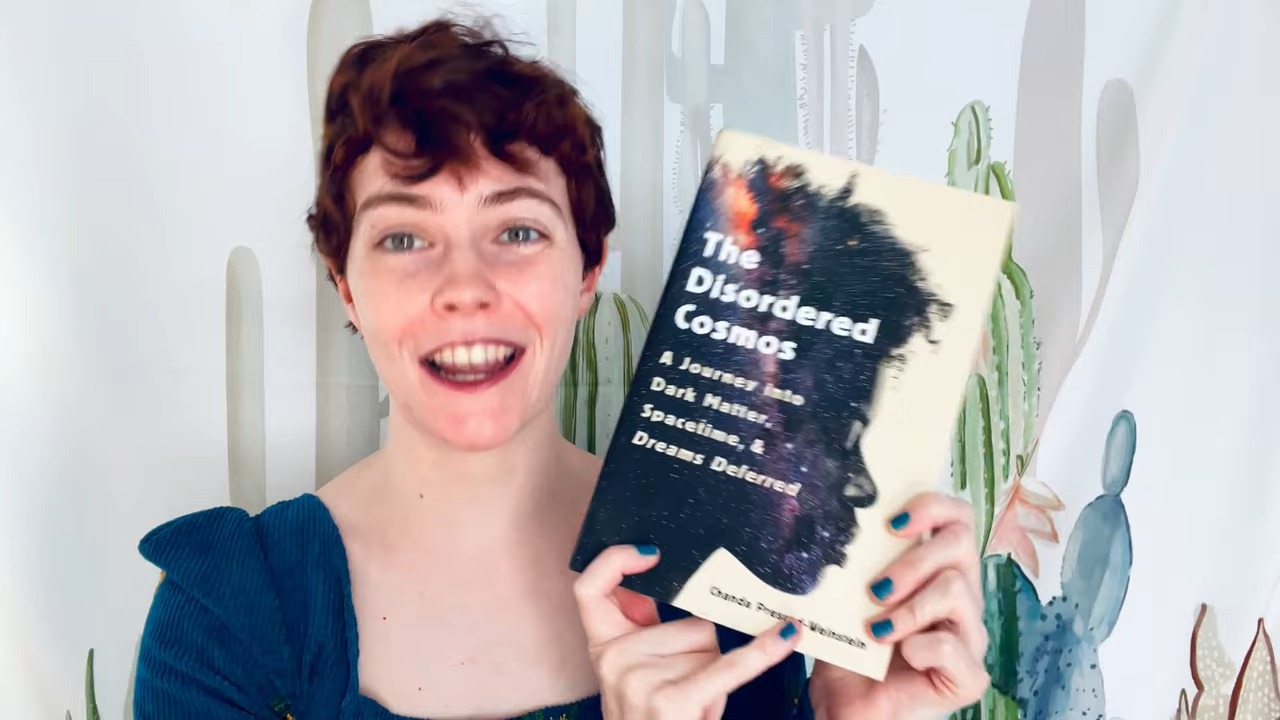 The
Disordered
Cosmos
A Journey into
Dark Matter,
Spacetime, &
Dreams Deferred
Chanda Prescod-Weinstein